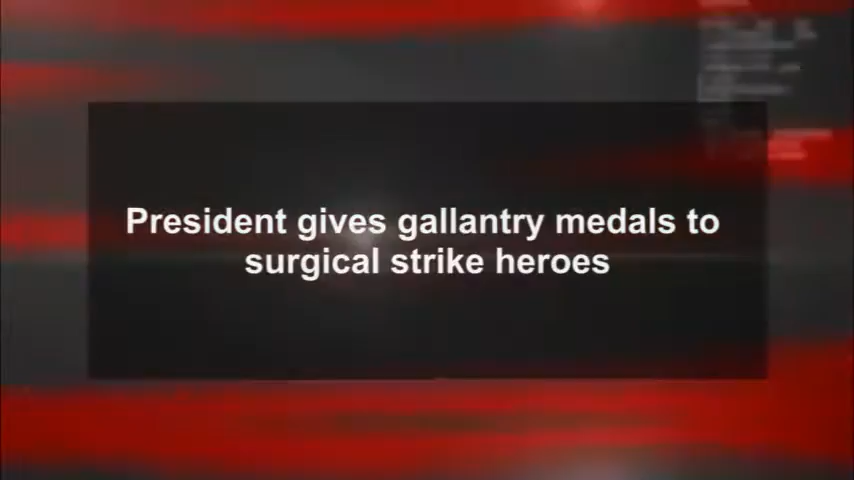 President gives gallantry medals to
surgical strike heroes